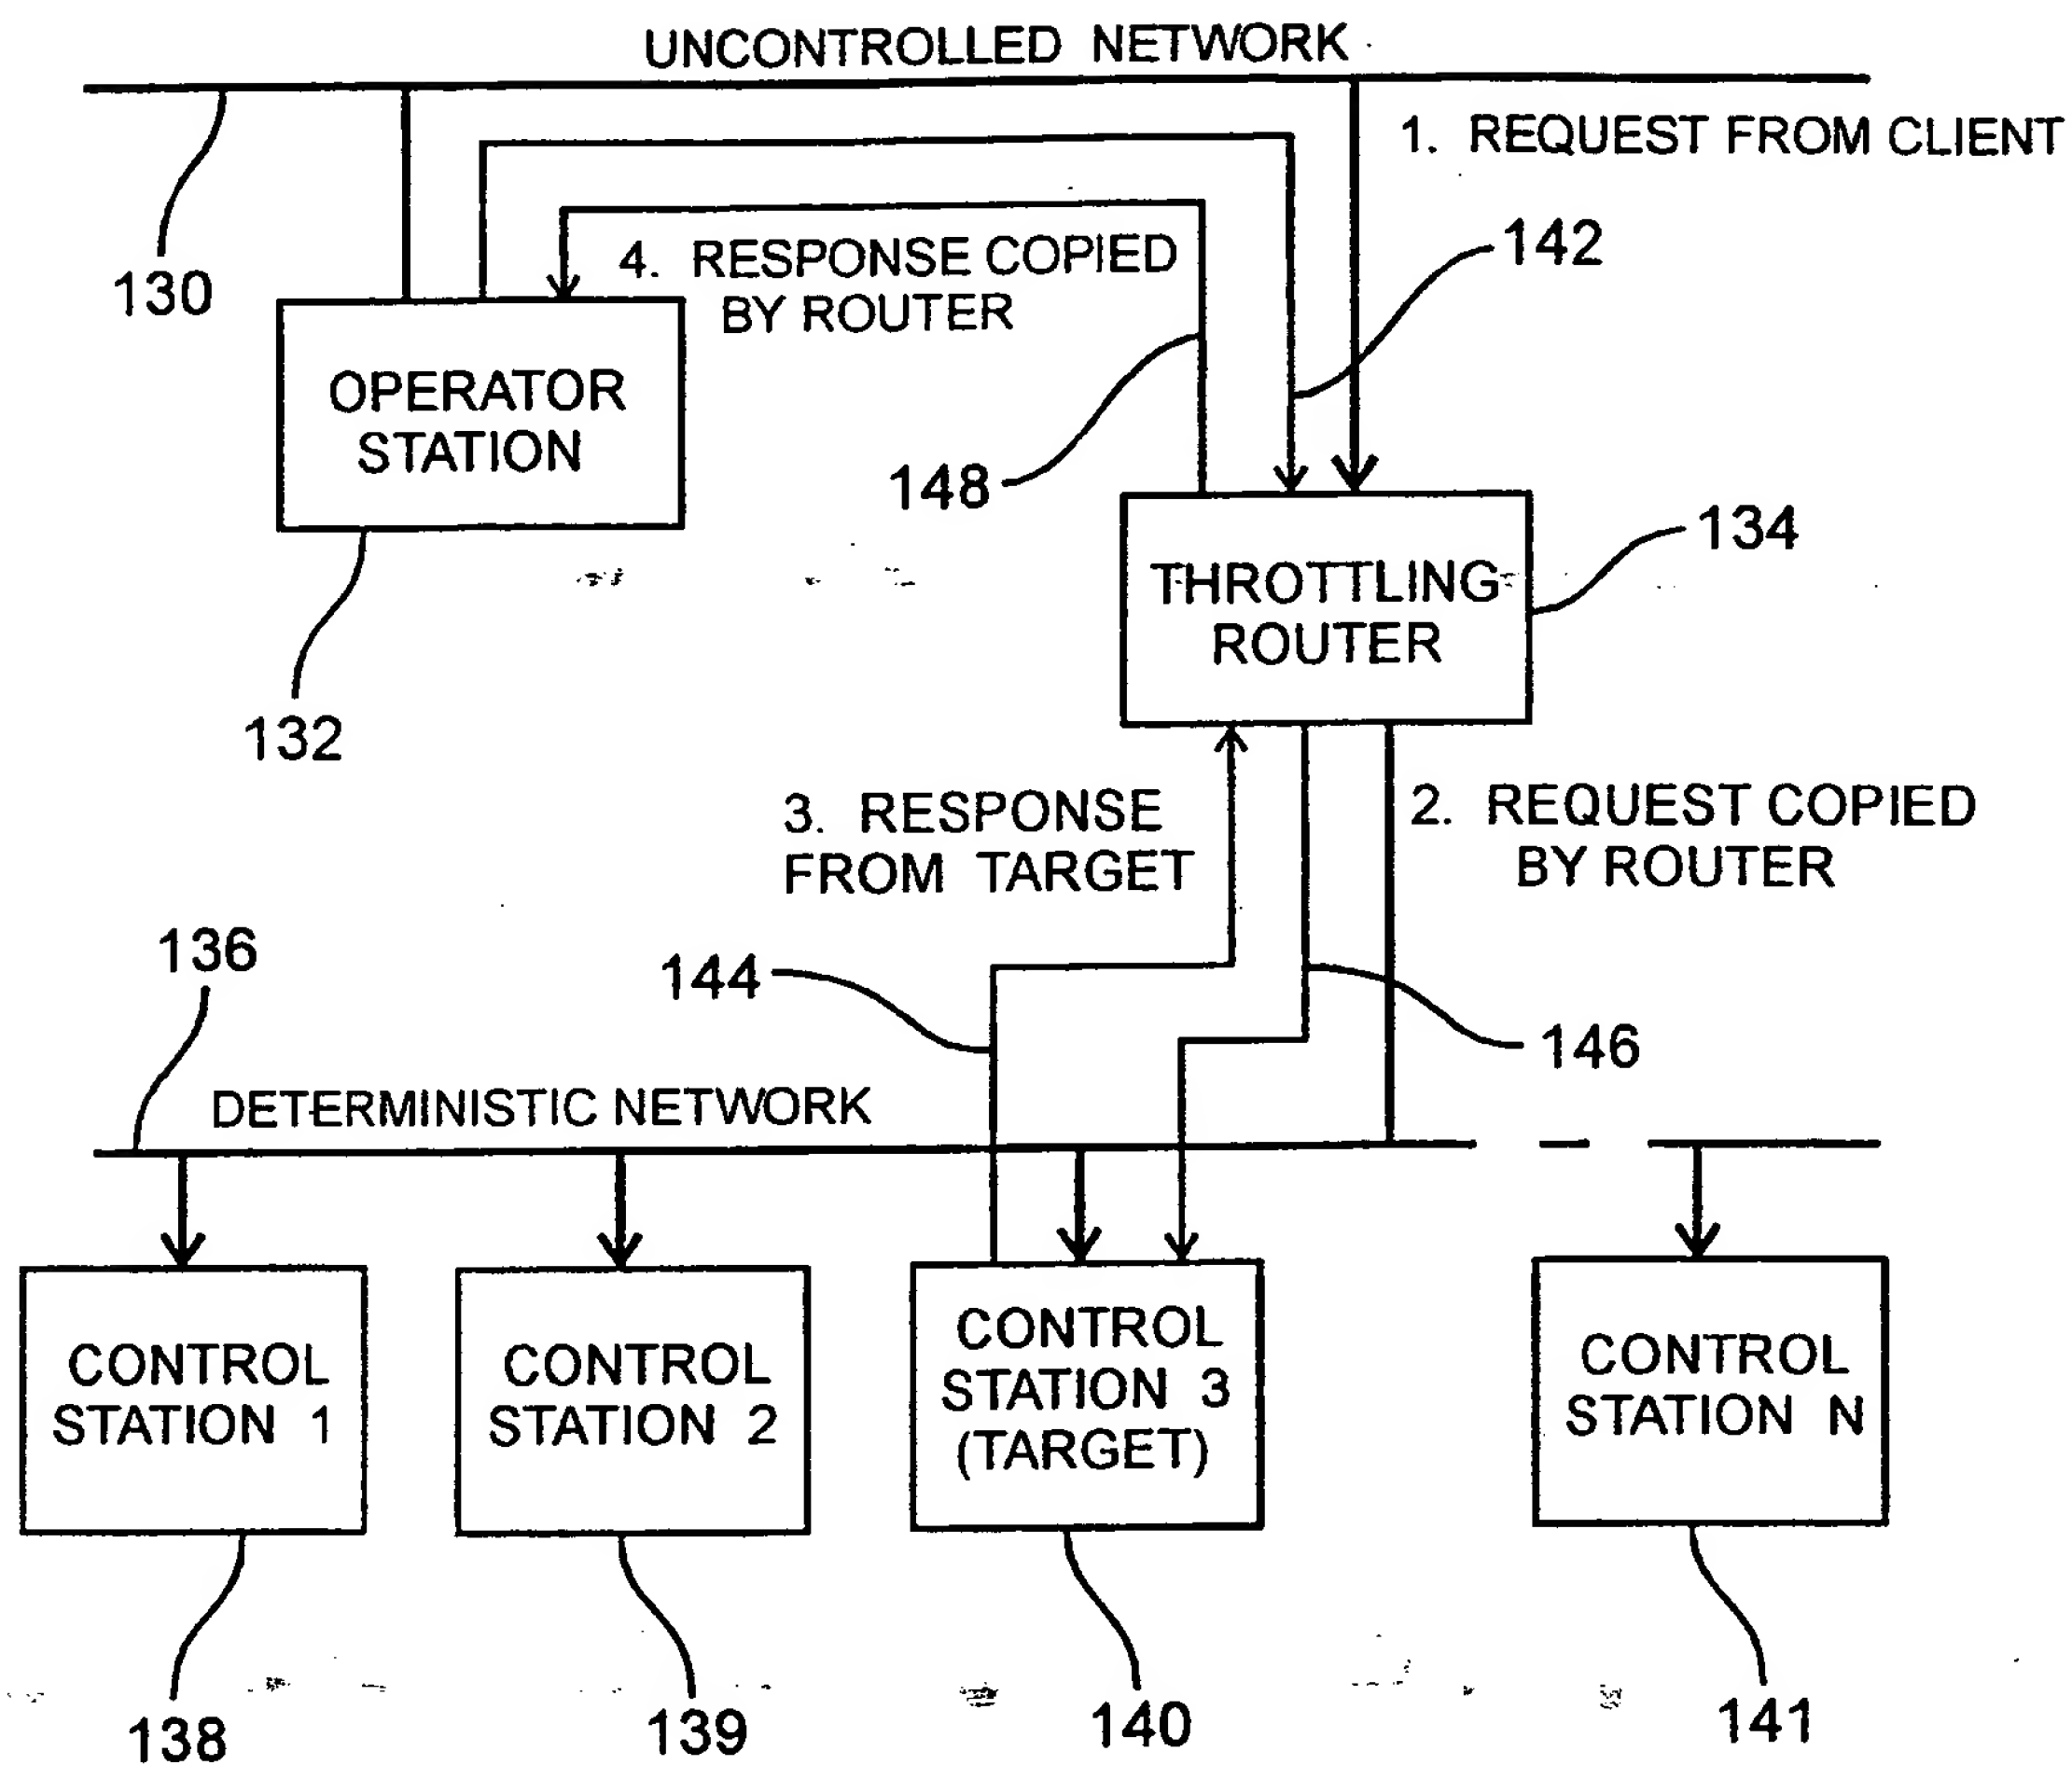 UNCONTROLLED NETWORK
1. REQUEST FROM CLIENT
130
4. RESPONSE COPIED
BY ROUTER
142
OPERATOR
STATION
148
134
THROTTLING
ROUTER
132
3. RESPONSE
FROM TARGET
2. REQUEST COPIED
BY ROUTER
136
144
146
DETERMINISTIC NETWORK
CONTROL
STATION 1
CONTROL
STATION 2
CONTROL
STATION 3
(TARGET)
CONTROL
STATION N
138
139
140
141